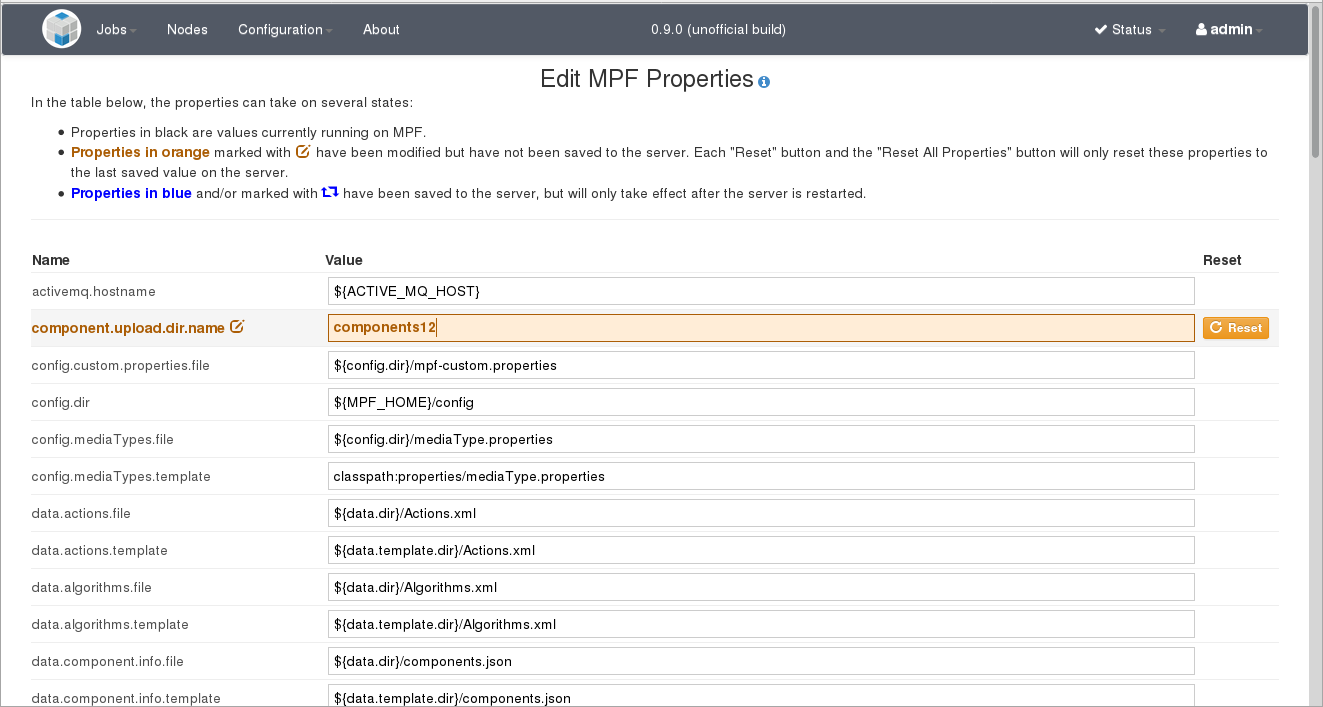 Jobs Nodes Configuration About 0.9.0 (unofficial build) Status admin
Edit MPF Properties
In the table below, the properties can take on several states:
Properties in black are values currently running on MPF.
Properties in orange marked with have been modified but have not been saved to the server. Each "Reset" button and the "Reset All Properties" button will only reset these properties to
the last saved value on the server.
Properties in blue and/or marked with have been saved to the server, but will only take effect after the server is restarted.
Name Value Reset
activemq.hostname ${ACTIVE_MQ_HOST}
component.upload.dir.name components12 Reset
config.custom.properties.file ${config.dir}/mpf-custom.properties
config.dir ${MPF_HOME}/config
config.mediaTypes.file ${config.dir}/mediaType.properties
config.mediaTypes.template classpath:properties/mediaType.properties
data.actions.file ${data.dir}/Actions.xml
data.actions.template ${data.template.dir}/Actions.xml
data.algorithms.file ${data.dir}/Algorithms.xml
data.algorithms.template ${data.template.dir}/Algorithms.xml
data.component.info.file ${data.dir}/components.json
data.component.info.template ${data.template.dir}/components.json